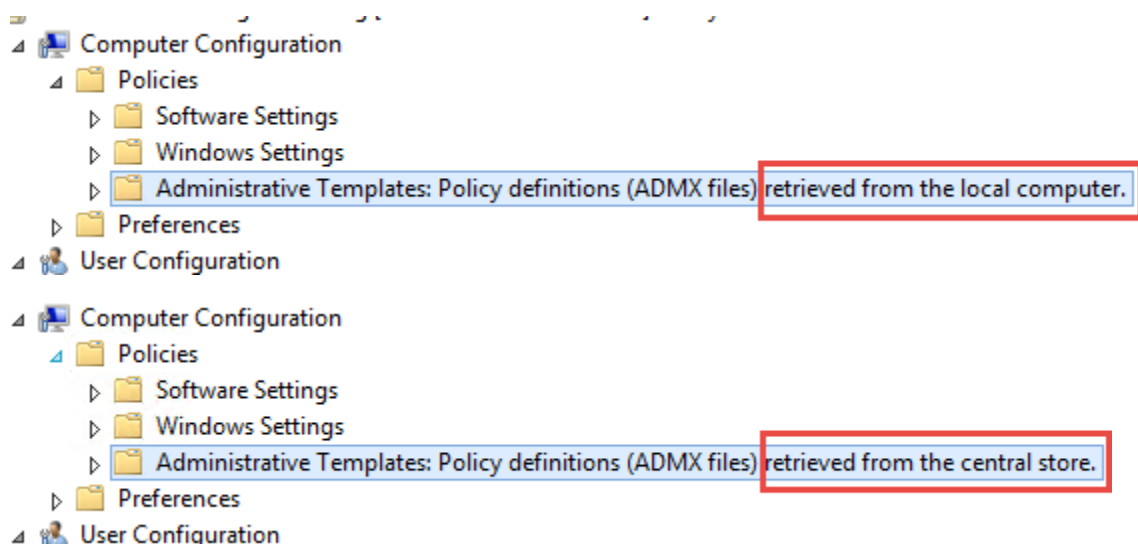 Computer Configuration
Policies
Software Settings
Windows Settings
Administrative Templates: Policy definitions (ADMX files) retrieved from the local computer.
Preferences
User Configuration
Computer Configuration
Policies
Software Settings
Windows Settings
Administrative Templates: Policy definitions (ADMX files) retrieved from the central store.
Preferences
User Configuration